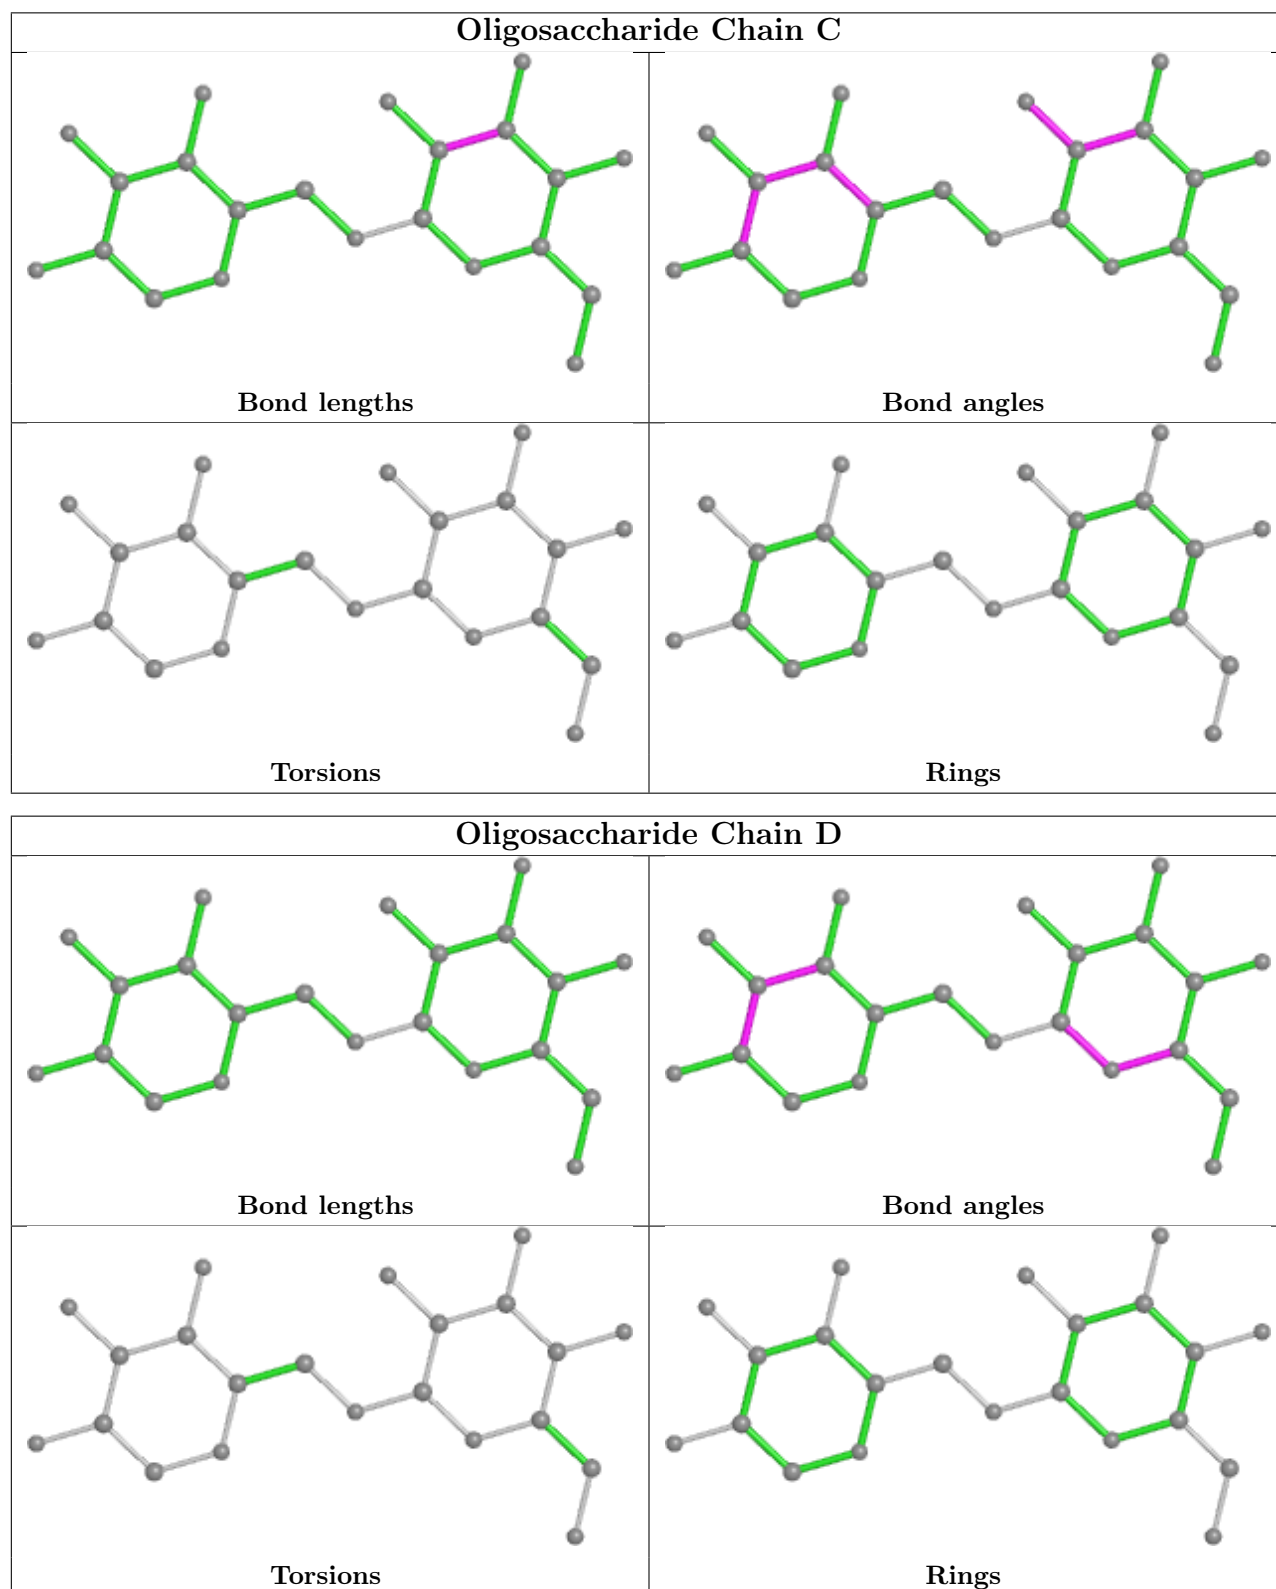 Oligosaccharide Chain C
Bond lengths
Bond angles
Torsions
Rings
Oligosaccharide Chain D
Bond lengths
Bond angles
Torsions
Rings